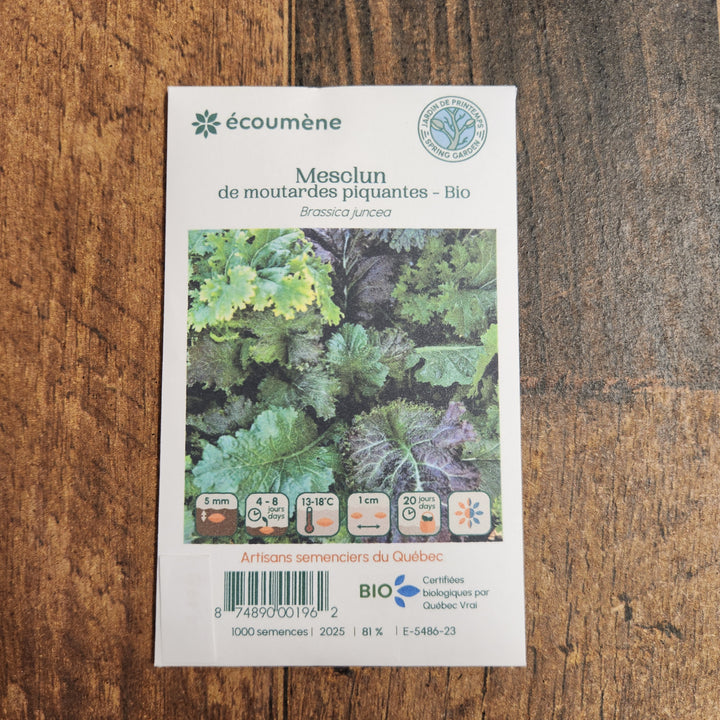 écoumène
JARDIN DE PRINTEMPS
SPRING GARDEN
Mesclun
de moutardes piquantes - Bio
Brassica juncea
5 mm
4 - 8
jours
days
13-18°C
1 cm
20 jours
days
Artisans semenciers du Québec
8 74890 00196 2
BIO
Certifiées
biologiques par
Québec Vrai
1000 semences | 2025 | 81 % | E-5486-23